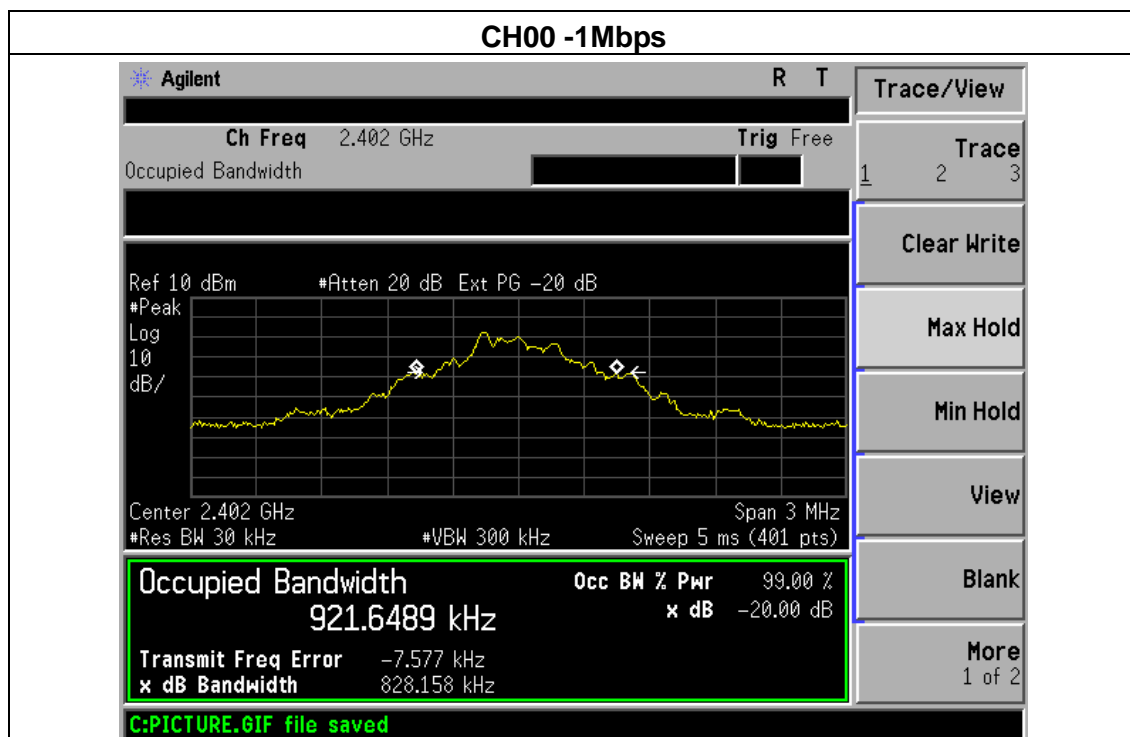 CH00 -1Mbps
Agilent R T
Ch Freq 2.402 GHz Trig Free
Occupied Bandwidth
Ref 10 dBm #Atten 20 dB Ext PG -20 dB
#Peak
Log
10
dB/
Center 2.402 GHz Span 3 MHz
#Res BW 30 kHz #VBW 300 kHz Sweep 5 ms (401 pts)
Occupied Bandwidth Occ BW % Pwr 99.00 %
921.6489 kHz x dB -20.00 dB
Transmit Freq Error -7.577 kHz
x dB Bandwidth 828.158 kHz
C:PICTURE.GIF file saved
Trace/View
Trace
1 2 3
Clear Write
Max Hold
Min Hold
View
Blank
More
1 of 2